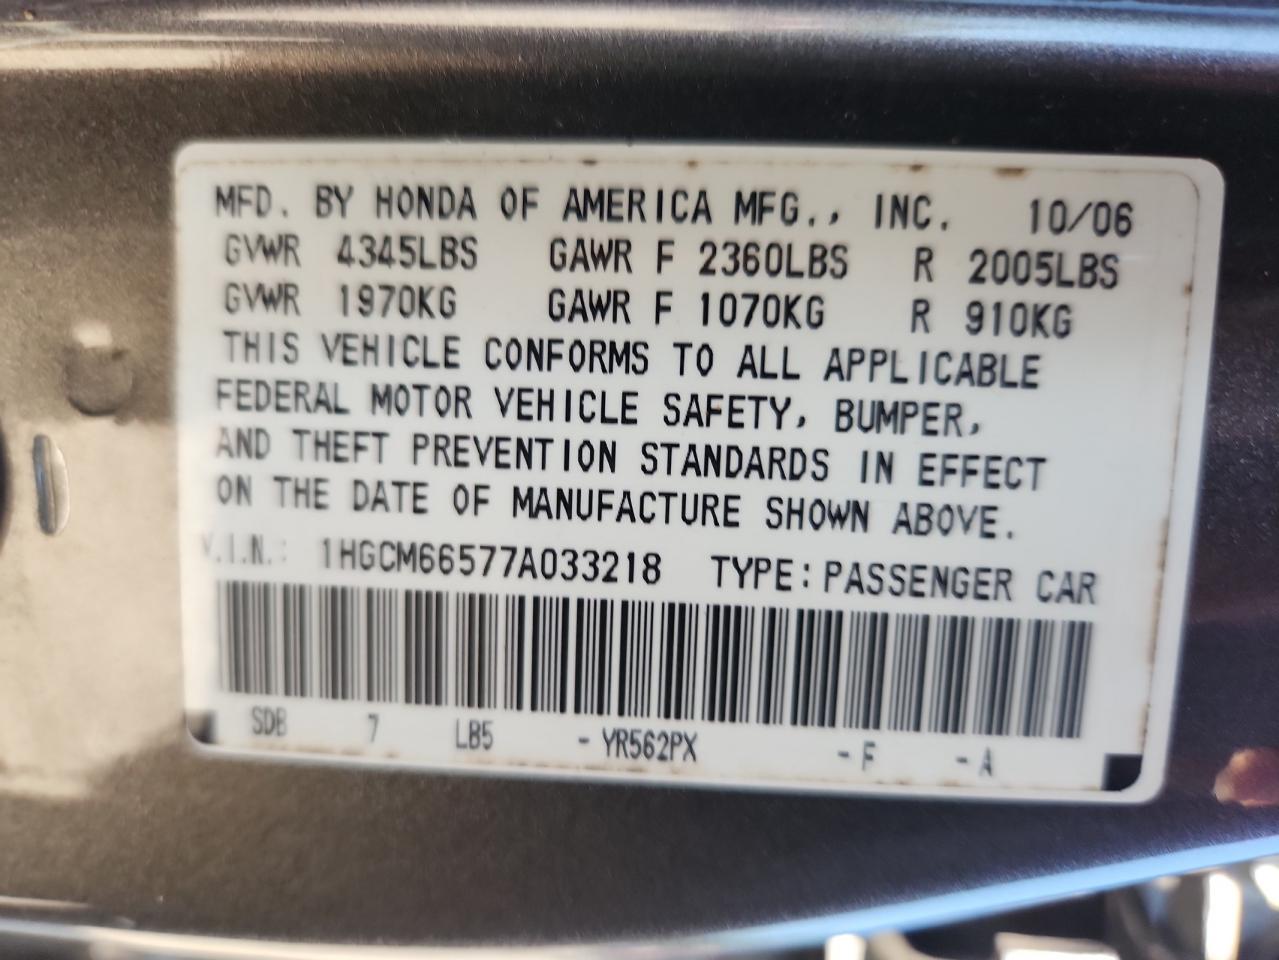 MFD. BY HONDA OF AMERICA MFG., INC. 10/06
GVWR 4345LBS GAWR F 2360LBS R 2005LBS
GVWR 1970KG GAWR F 1070KG R 910KG
THIS VEHICLE CONFORMS TO ALL APPLICABLE
FEDERAL MOTOR VEHICLE SAFETY, BUMPER,
AND THEFT PREVENTION STANDARDS IN EFFECT
ON THE DATE OF MANUFACTURE SHOWN ABOVE.
V.I.N.: 1HGCM66577A033218 TYPE: PASSENGER CAR
SDB 7 LB5 - YR562PX - F - A